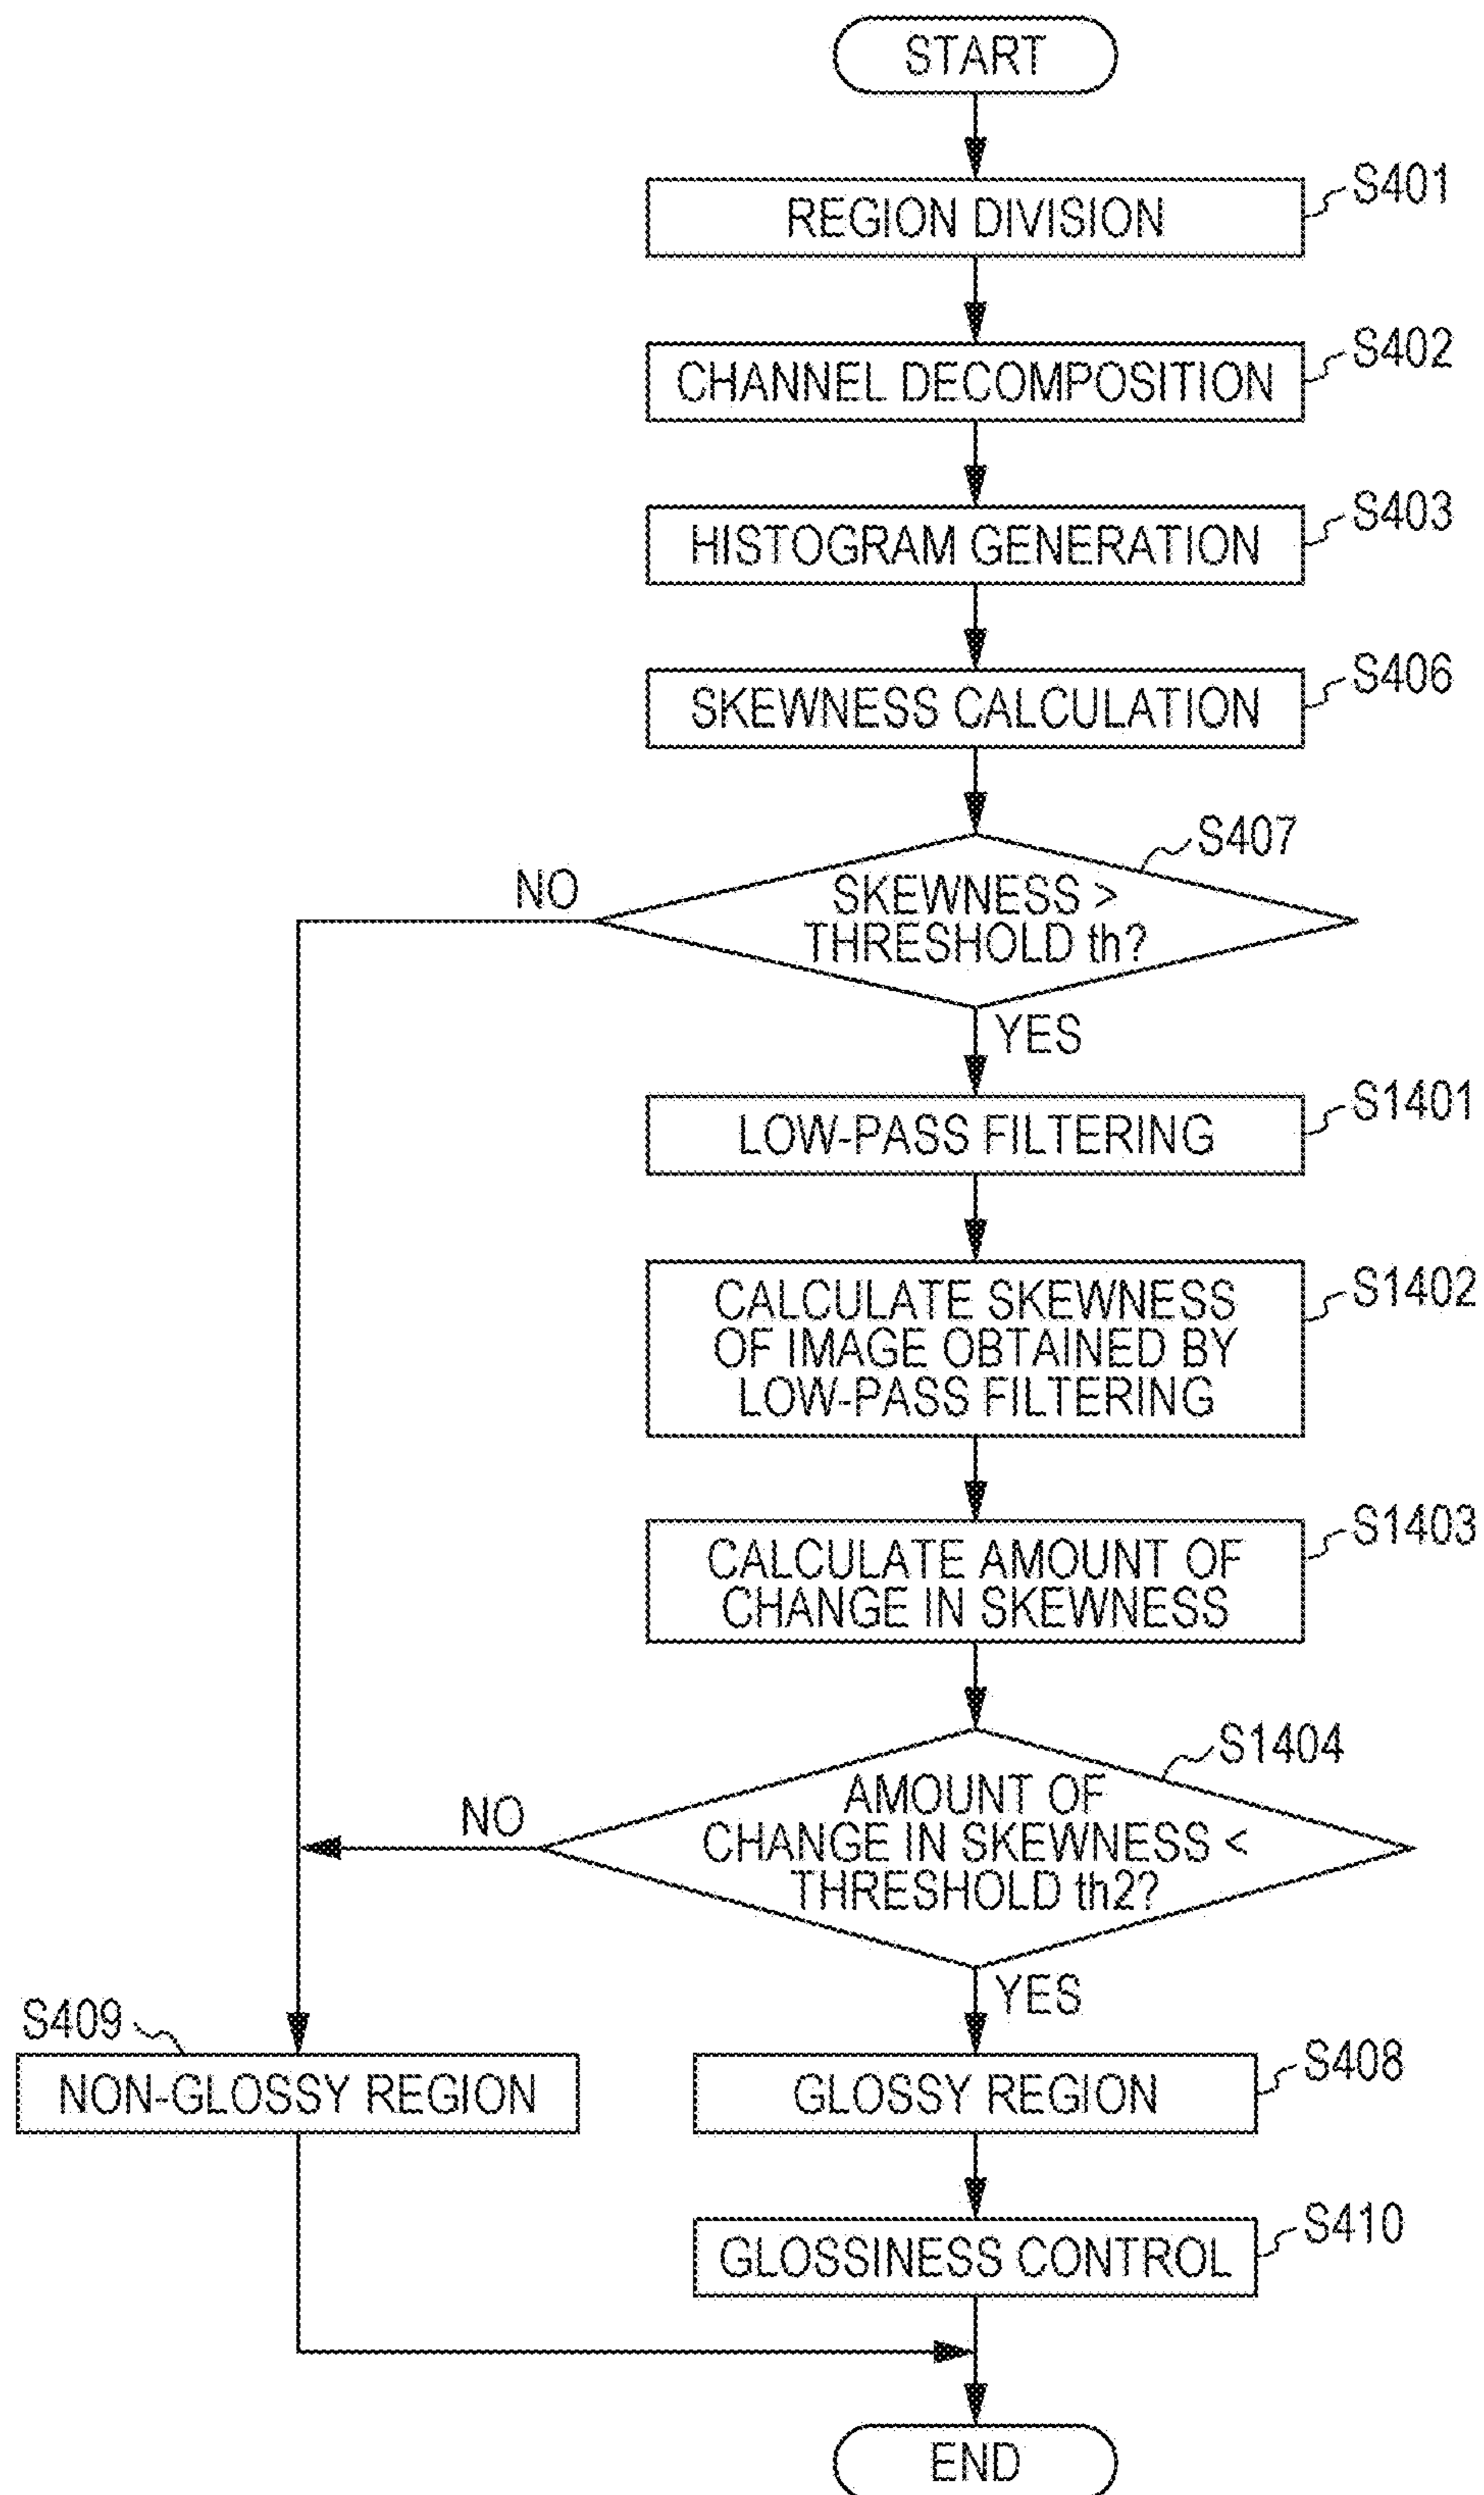 START
REGION DIVISION
S401
CHANNEL DECOMPOSITION
S402
HISTOGRAM GENERATION
S403
SKEWNESS CALCULATION
S406
S407
SKEWNESS >
THRESHOLD th?
NO
YES
LOW-PASS FILTERING
S1401
CALCULATE SKEWNESS
OF IMAGE OBTAINED BY
LOW-PASS FILTERING
S1402
CALCULATE AMOUNT OF
CHANGE IN SKEWNESS
S1403
S1404
AMOUNT OF
CHANGE IN SKEWNESS <
THRESHOLD th2?
NO
YES
S409
NON-GLOSSY REGION
GLOSSY REGION
S408
GLOSSINESS CONTROL
S410
END